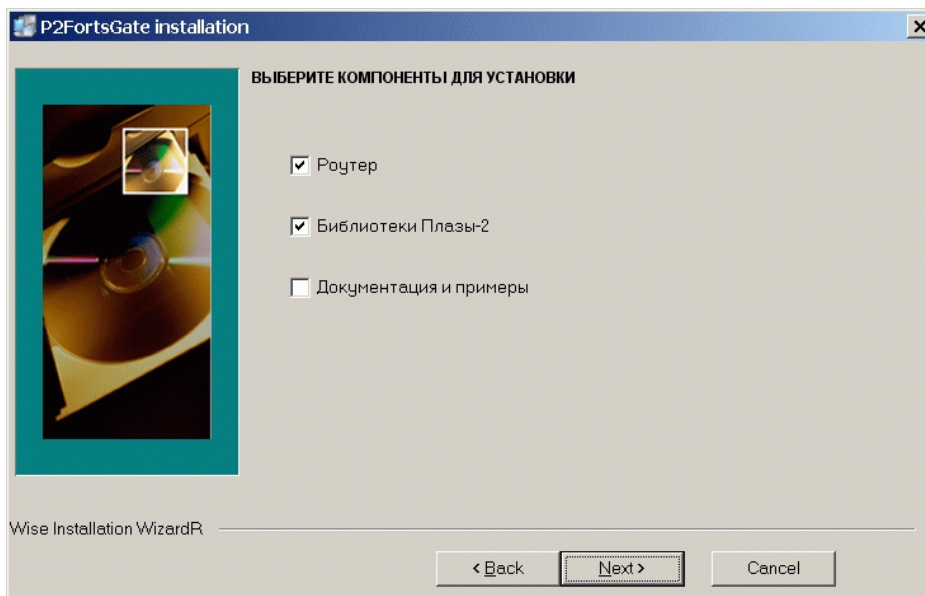 P2FortsGate installation
ВЫБЕРИТЕ КОМПОНЕНТЫ ДЛЯ УСТАНОВКИ
Роутер
Библиотеки Плазы-2
Документация и примеры
Wise Installation WizardR
< Back
Next >
Cancel